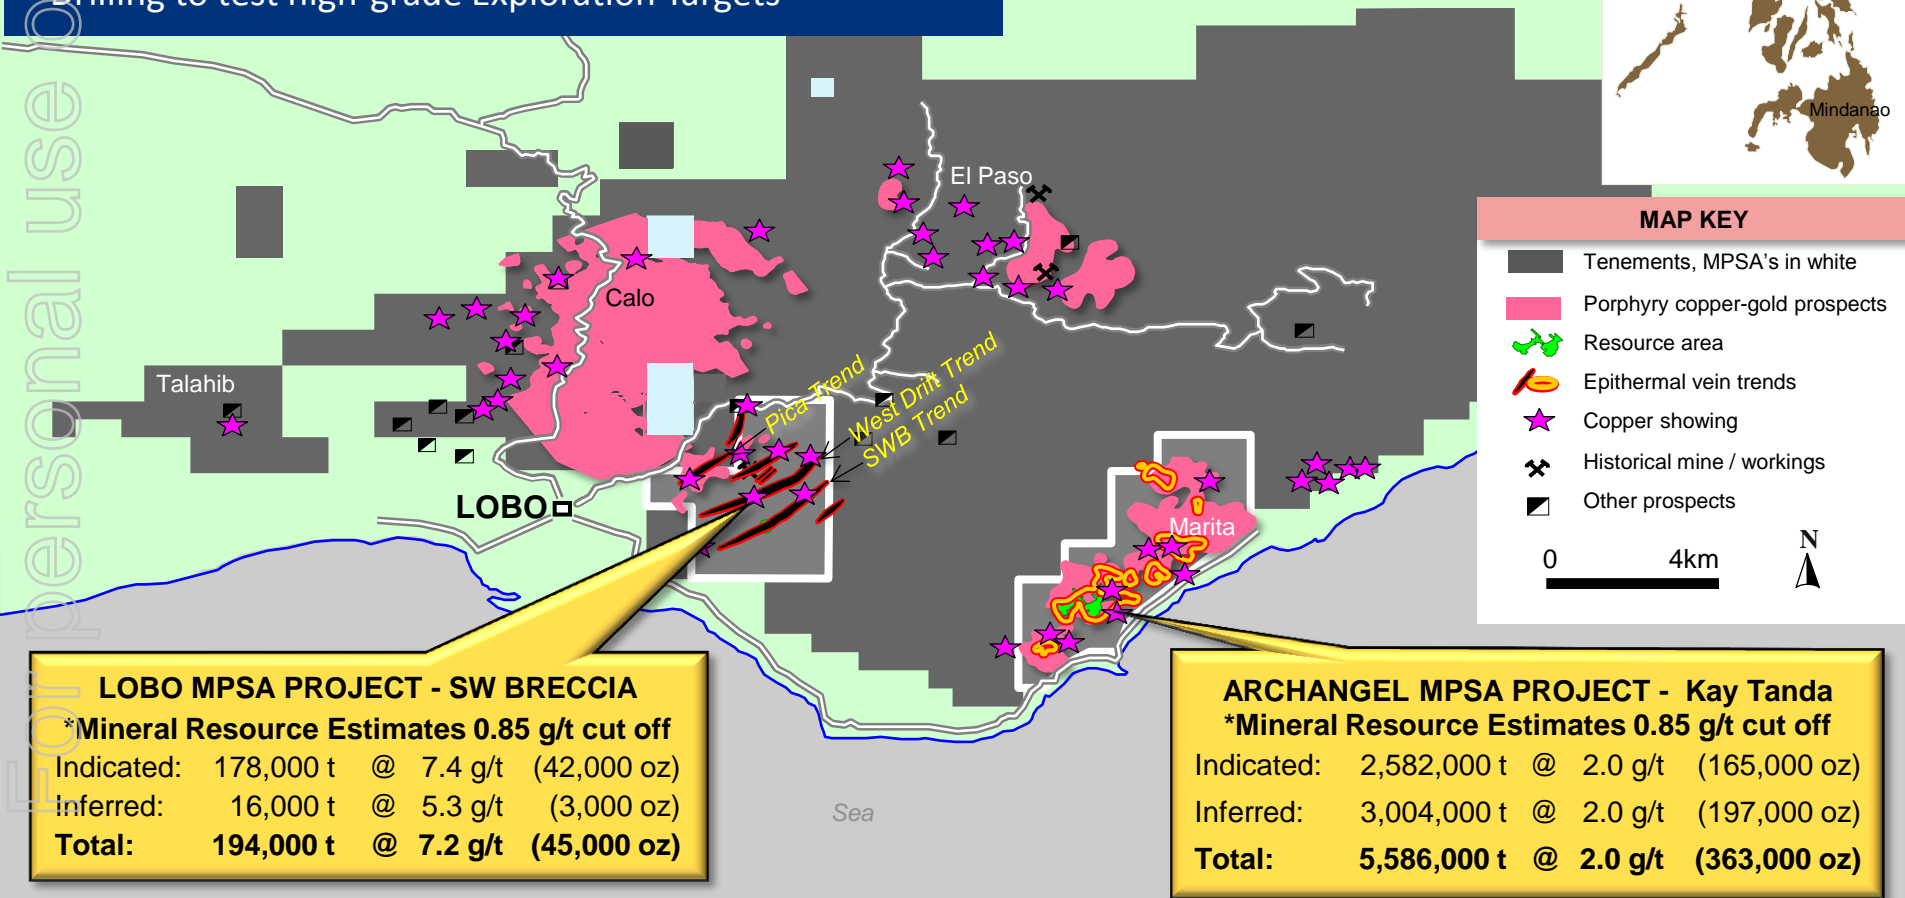 Drilling to test high-grade Exploration Targets
For personal use o
Mindanao
El Paso
MAP KEY
Tenements, MPSA's in white
Porphyry copper-gold prospects
Resource area
Epithermal vein trends
Copper showing
Historical mine / workings
Other prospects
0 4km
N
Calo
Talahib
Pica Trend
West Drift Trend
SWB Trend
LOBO
Marita
LOBO MPSA PROJECT - SW BRECCIA
*Mineral Resource Estimates 0.85 g/t cut off
Indicated: 178,000 t @ 7.4 g/t (42,000 oz)
Inferred: 16,000 t @ 5.3 g/t (3,000 oz)
Total: 194,000 t @ 7.2 g/t (45,000 oz)
Sea
ARCHANGEL MPSA PROJECT - Kay Tanda
*Mineral Resource Estimates 0.85 g/t cut off
Indicated: 2,582,000 t @ 2.0 g/t (165,000 oz)
Inferred: 3,004,000 t @ 2.0 g/t (197,000 oz)
Total: 5,586,000 t @ 2.0 g/t (363,000 oz)